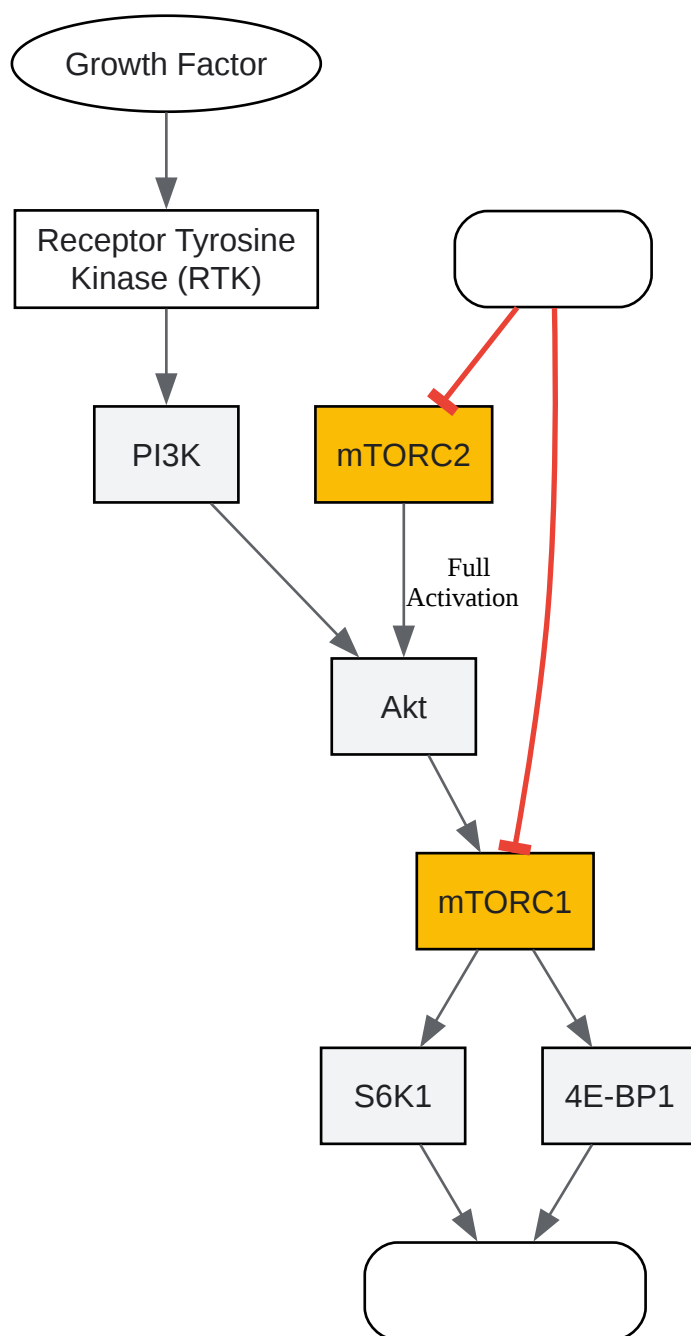 Growth Factor
Receptor Tyrosine
Kinase (RTK)
PI3K
mTORC2
Full
Activation
Akt
mTORC1
S6K1
4E-BP1